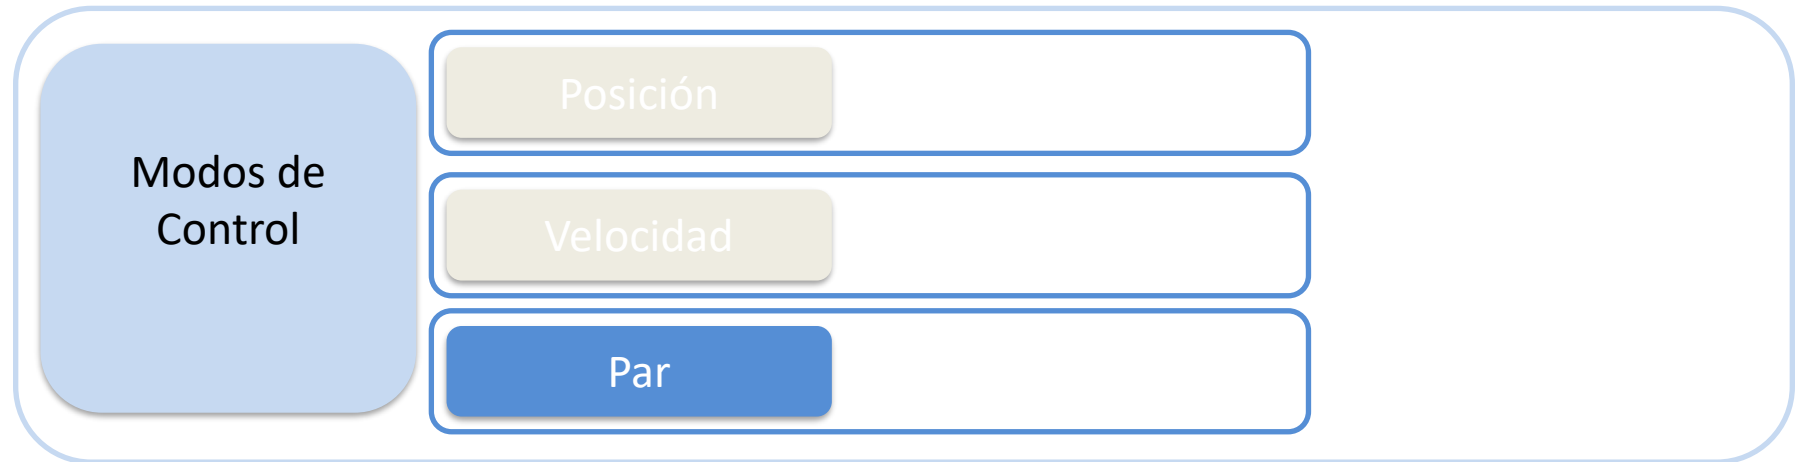 Modos de
Control
Posición
Velocidad
Par